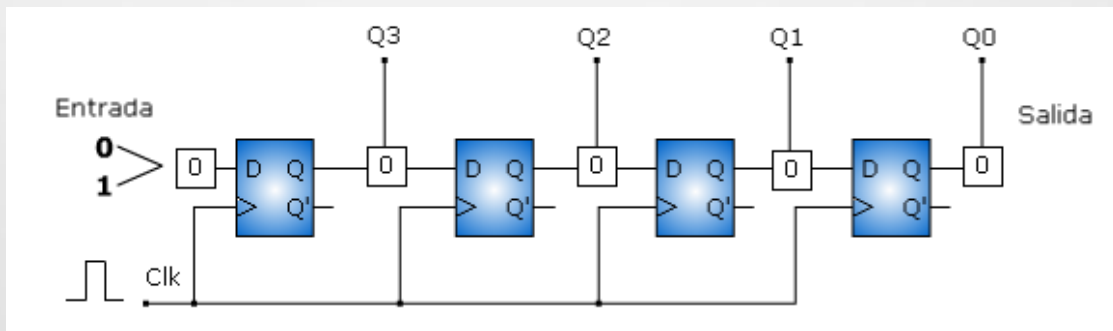 Q3 Q2 Q1 Q0
Entrada
Salida
0
1
0 D Q 0 D Q 0 D Q 0 D Q 0
Q' Q' Q' Q'
Clk